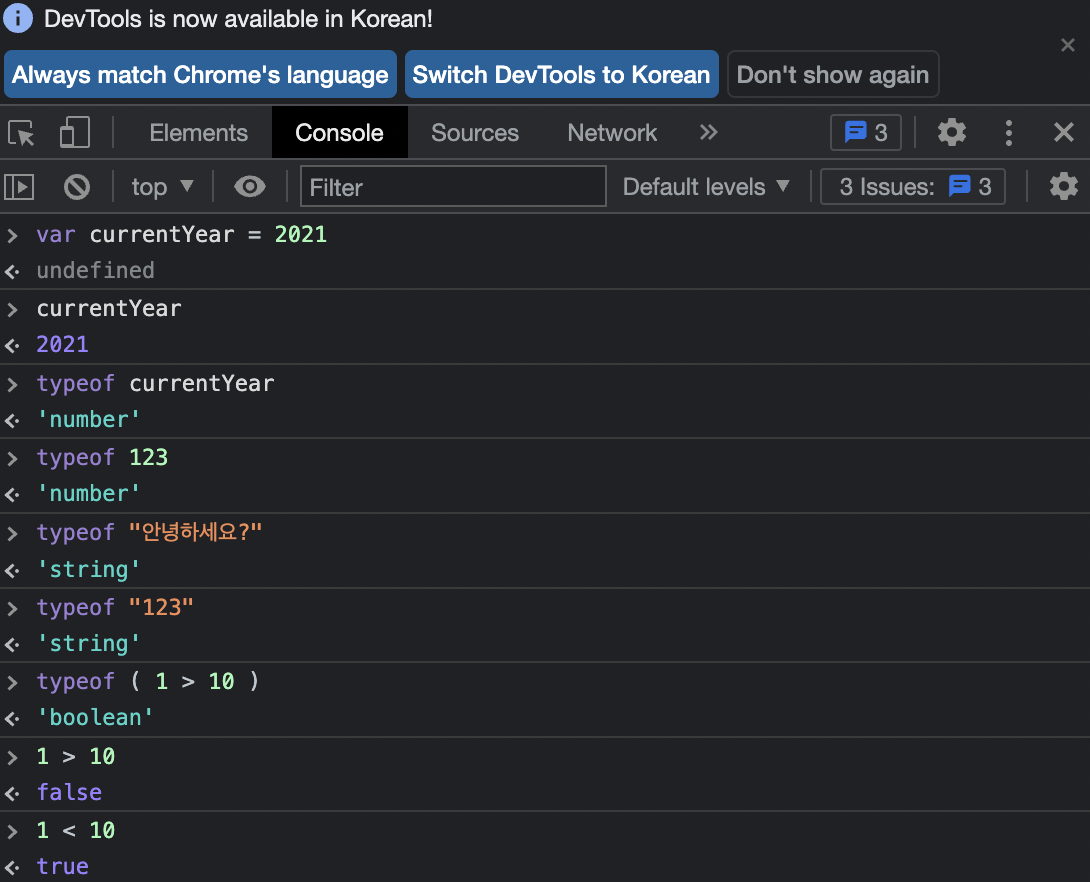 DevTools is now available in Korean!
Always match Chrome's language Switch DevTools to Korean Don't show again
Elements Console Sources Network 3
top Filter Default levels 3 Issues: 3
> var currentYear = 2021
undefined
> currentYear
2021
> typeof currentYear
'number'
> typeof 123
'number'
> typeof "안녕하세요?"
'string'
> typeof "123"
'string'
> typeof ( 1 > 10 )
'boolean'
> 1 > 10
false
> 1 < 10
true